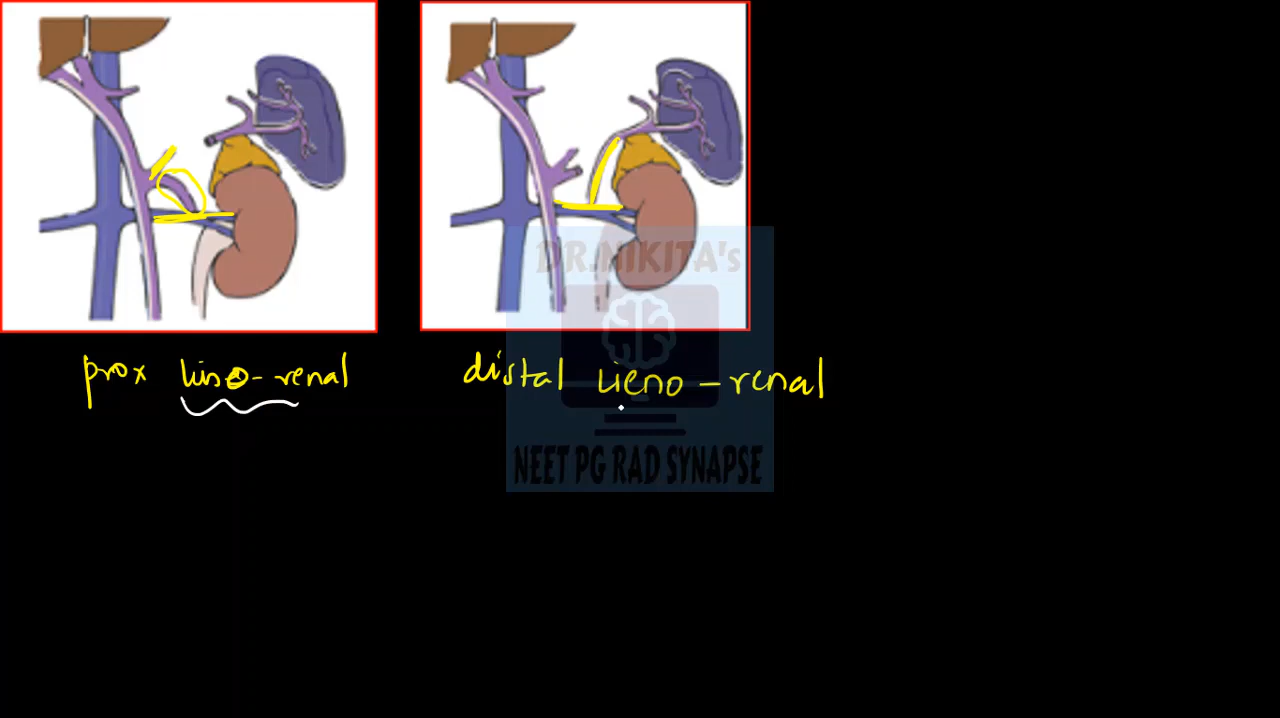 prox lieno-renal
distal lieno-renal
DR.NIKITA's
NEET PG RAD SYNAPSE